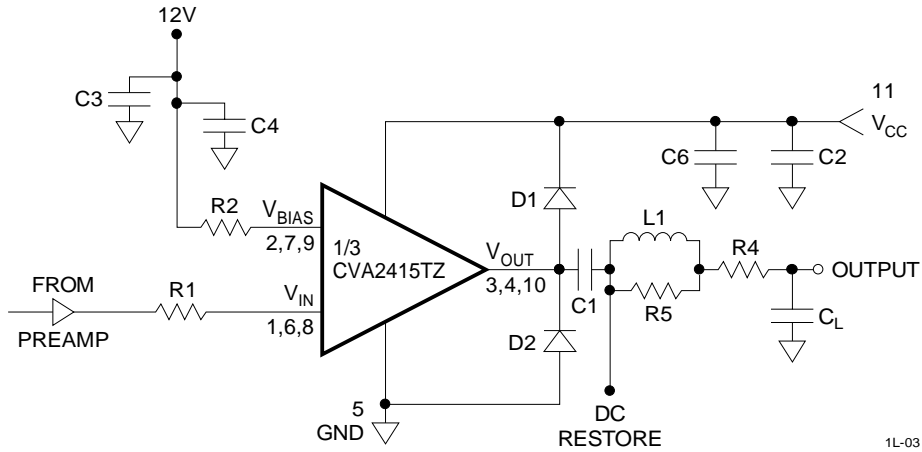 12V
C3
C4
11
VCC
C6
C2
D1
L1
R2
VBIAS
2,7,9
1/3
CVA2415TZ
VOUT
3,4,10
C1
R5
R4
OUTPUT
FROM
PREAMP
R1
VIN
1,6,8
D2
CL
5
GND
DC
RESTORE
1L-03